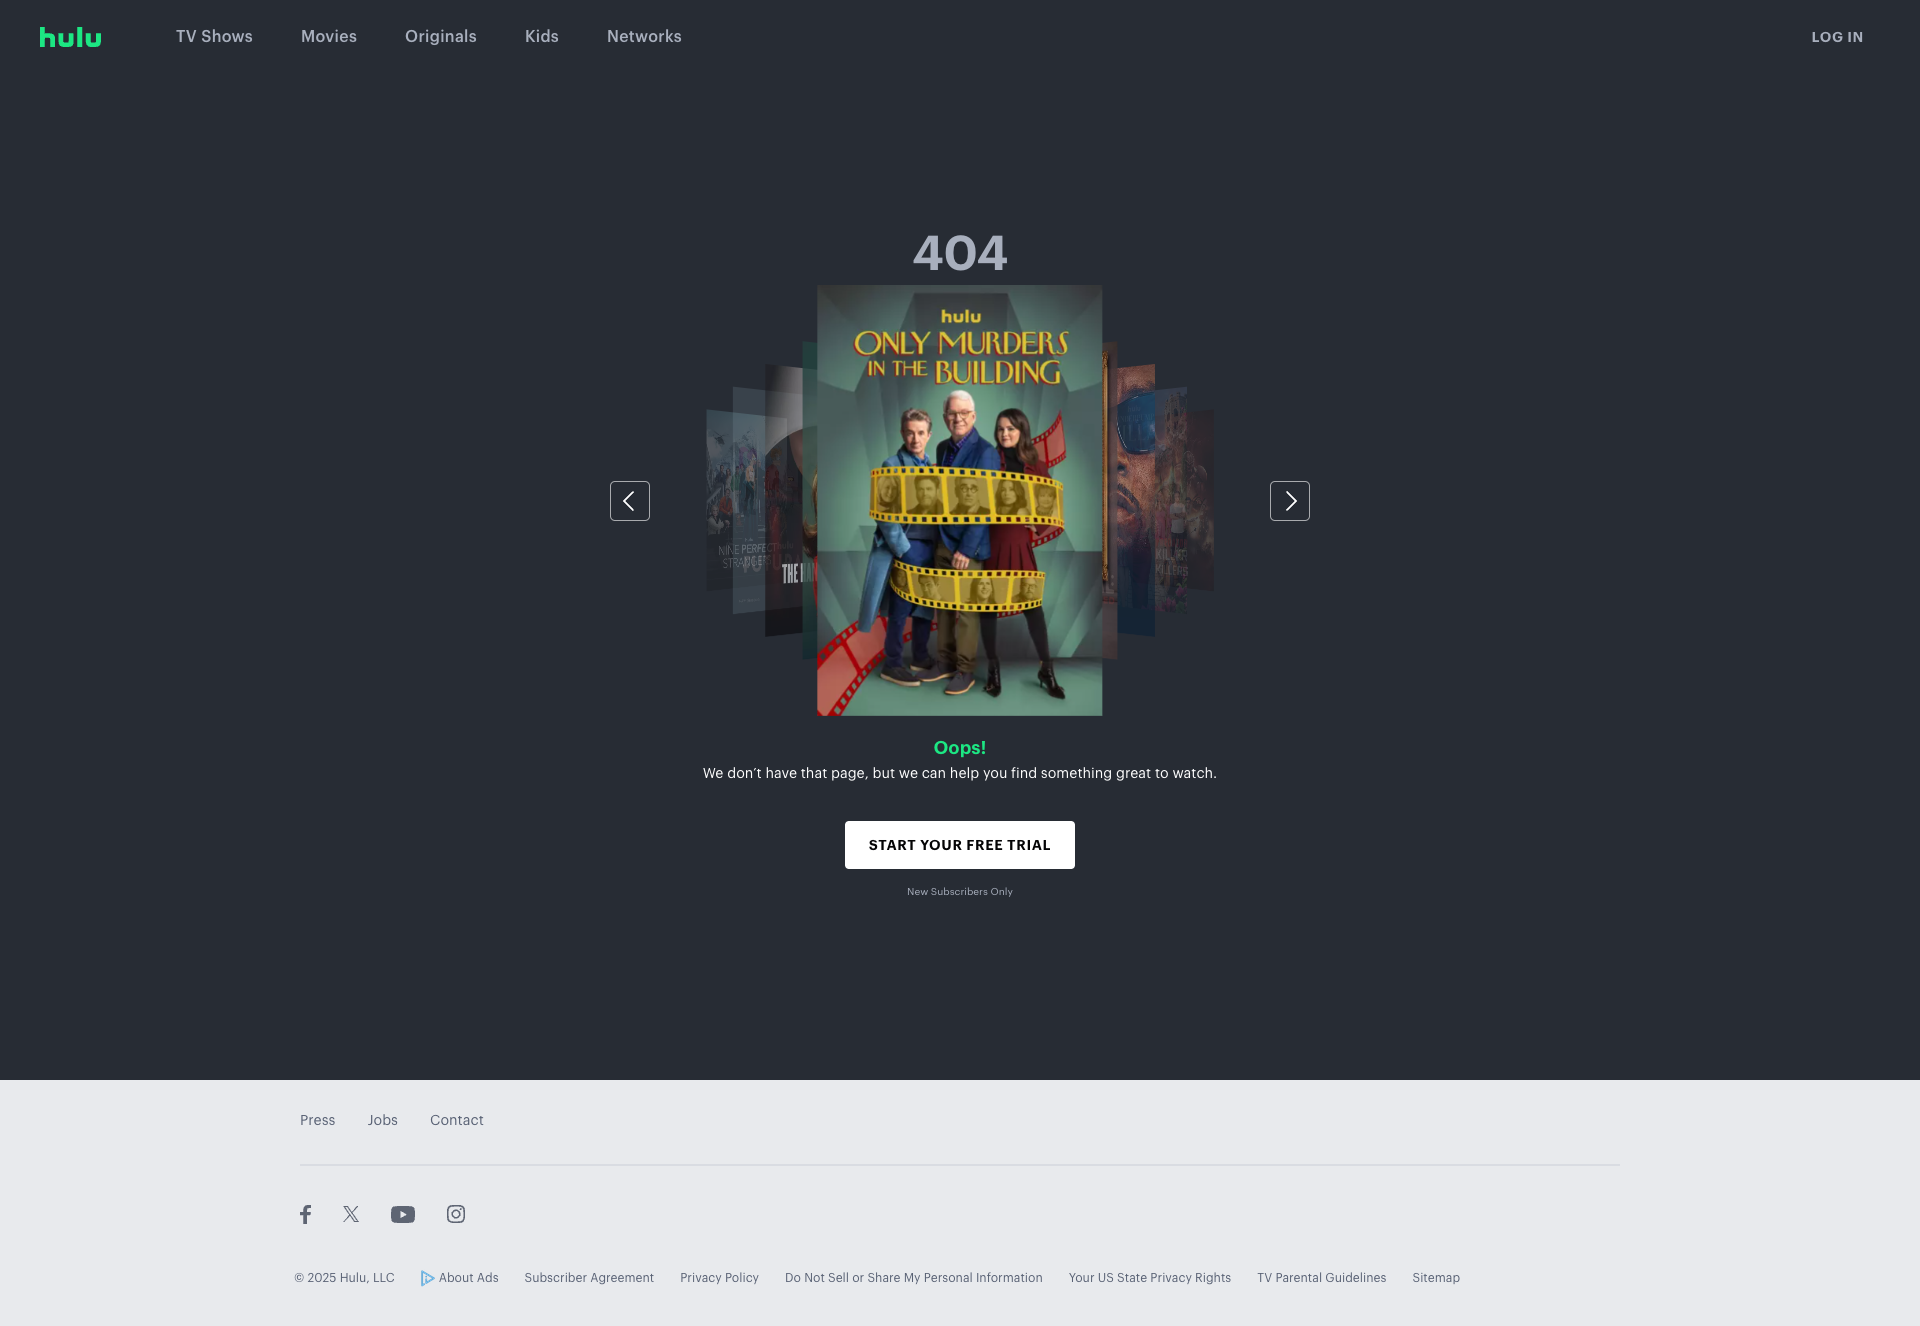 hulu
TV Shows
Movies
Originals
Kids
Networks
LOG IN
404
hulu
ONLY MURDERS
IN THE BUILDING
NINE PERFECT
STRANGERS
THE
KILLERS
Oops!
We don’t have that page, but we can help you find something great to watch.
START YOUR FREE TRIAL
New Subscribers Only
Press
Jobs
Contact
© 2025 Hulu, LLC
About Ads
Subscriber Agreement
Privacy Policy
Do Not Sell or Share My Personal Information
Your US State Privacy Rights
TV Parental Guidelines
Sitemap